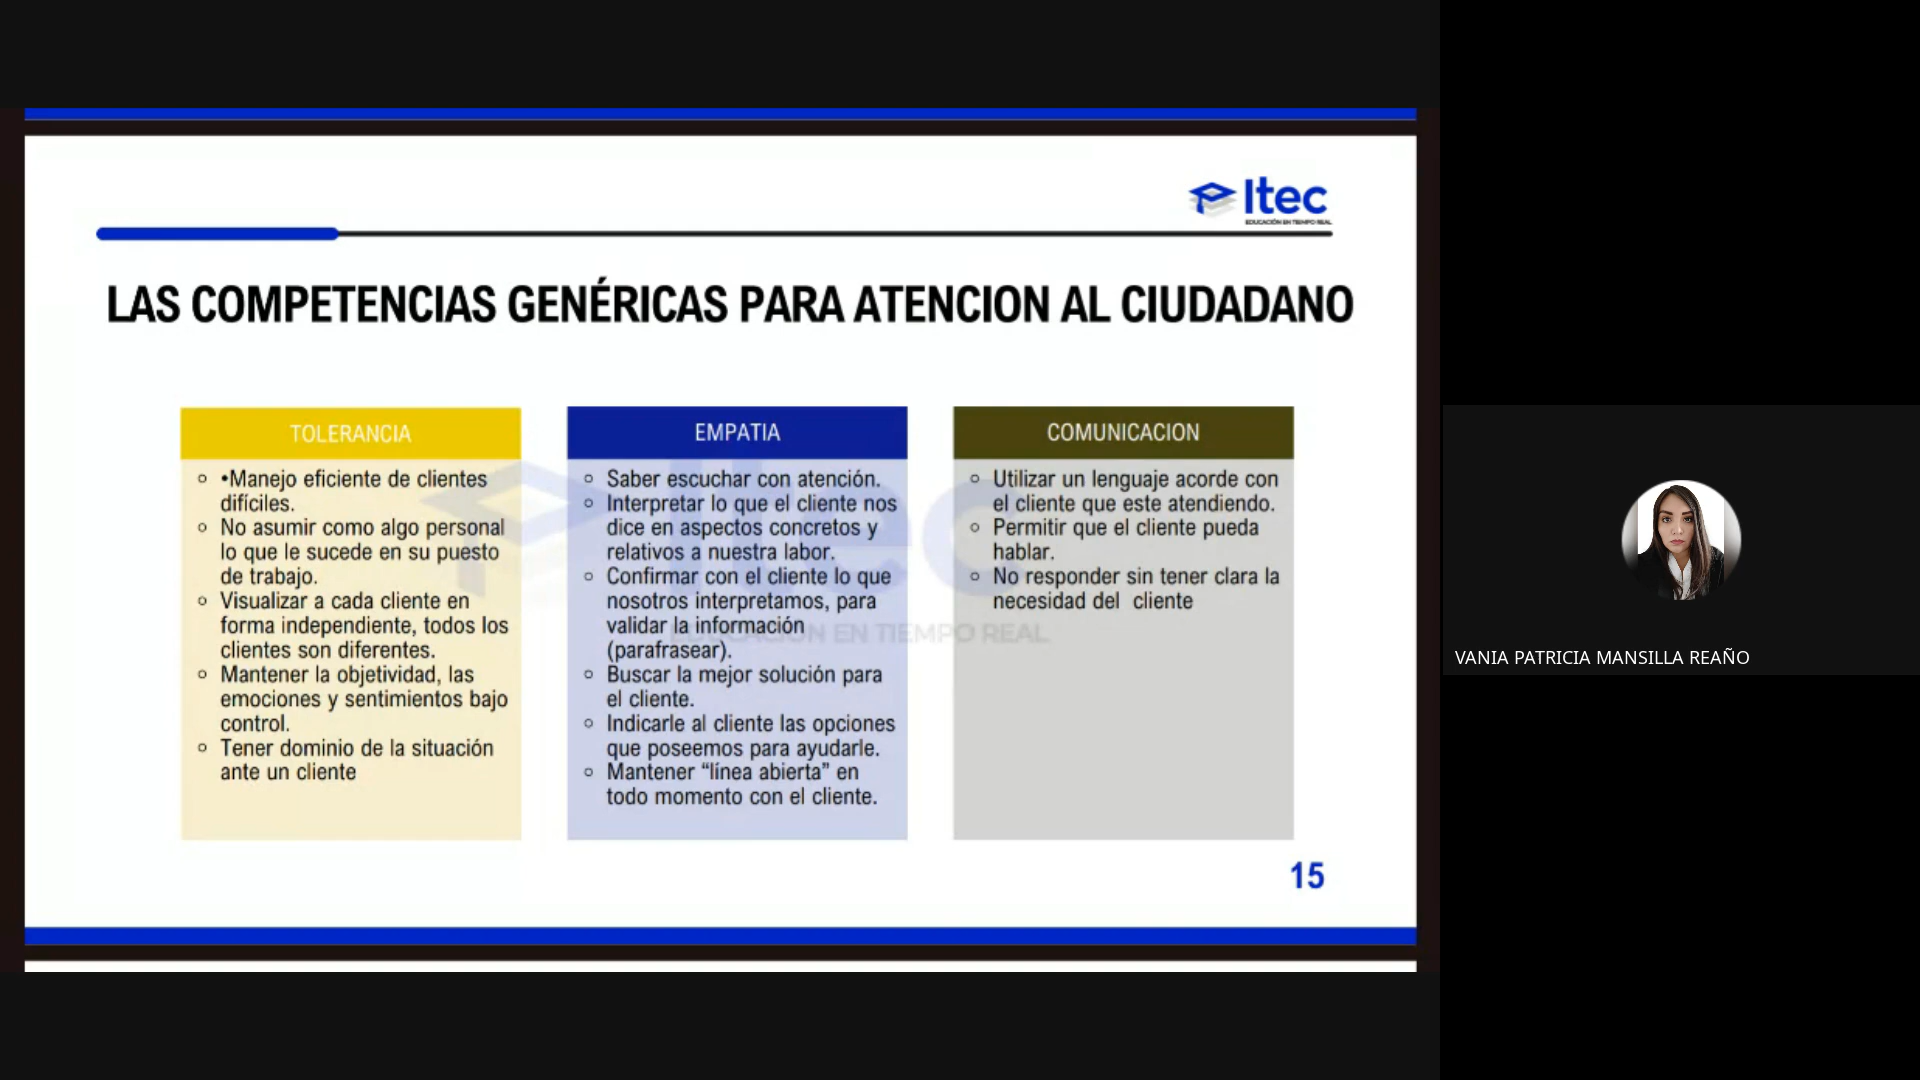 Itec
EDUCACIÓN EN TIEMPO REAL
LAS COMPETENCIAS GENÉRICAS PARA ATENCION AL CIUDADANO
TOLERANCIA
•Manejo eficiente de clientes
difíciles.
No asumir como algo personal
lo que le sucede en su puesto
de trabajo.
Visualizar a cada cliente en
forma independiente, todos los
clientes son diferentes.
Mantener la objetividad, las
emociones y sentimientos bajo
control.
Tener dominio de la situación
ante un cliente
EMPATIA
Saber escuchar con atención.
Interpretar lo que el cliente nos
dice en aspectos concretos y
relativos a nuestra labor.
Confirmar con el cliente lo que
nosotros interpretamos, para
validar la información
(parafrasear).
Buscar la mejor solución para
el cliente.
Indicarle al cliente las opciones
que poseemos para ayudarle.
Mantener “línea abierta” en
todo momento con el cliente.
COMUNICACION
Utilizar un lenguaje acorde con
el cliente que este atendiendo.
Permitir que el cliente pueda
hablar.
No responder sin tener clara la
necesidad del  cliente
Itec
EDUCACIÓN EN TIEMPO REAL
15
VANIA PATRICIA MANSILLA REAÑO